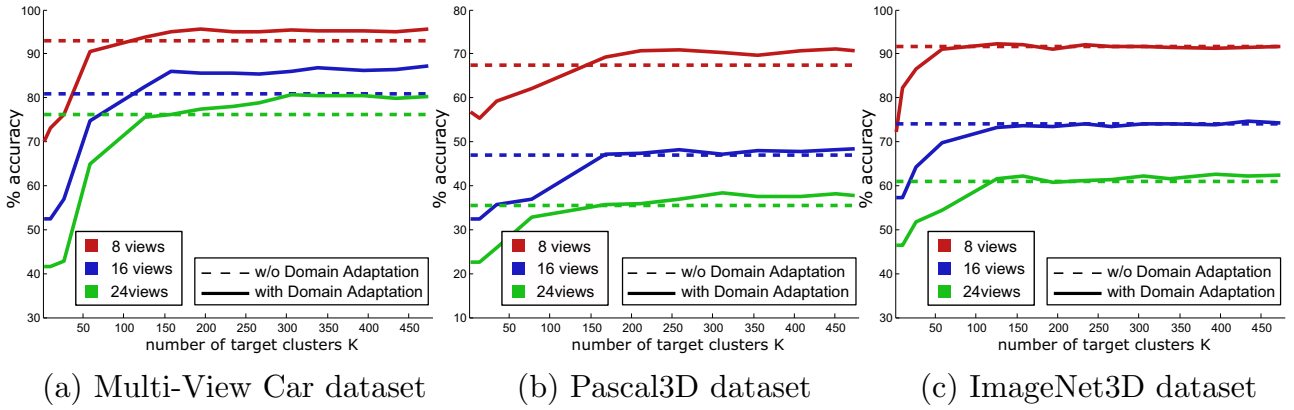 100
90
80
70
60
50
40
30
% accuracy
8 views
16 views
24views
w/o Domain Adaptation
with Domain Adaptation
50 100 150 200 250 300 350 400 450
number of target clusters K
(a) Multi-View Car dataset
80
70
60
50
40
30
20
10
% accuracy
8 views
16 views
24views
w/o Domain Adaptation
with Domain Adaptation
50 100 150 200 250 300 350 400 450
number of target clusters K
(b) Pascal3D dataset
100
90
80
70
60
50
40
30
% accuracy
8 views
16 views
24views
w/o Domain Adaptation
with Domain Adaptation
50 100 150 200 250 300 350 400 450
number of target clusters K
(c) ImageNet3D dataset